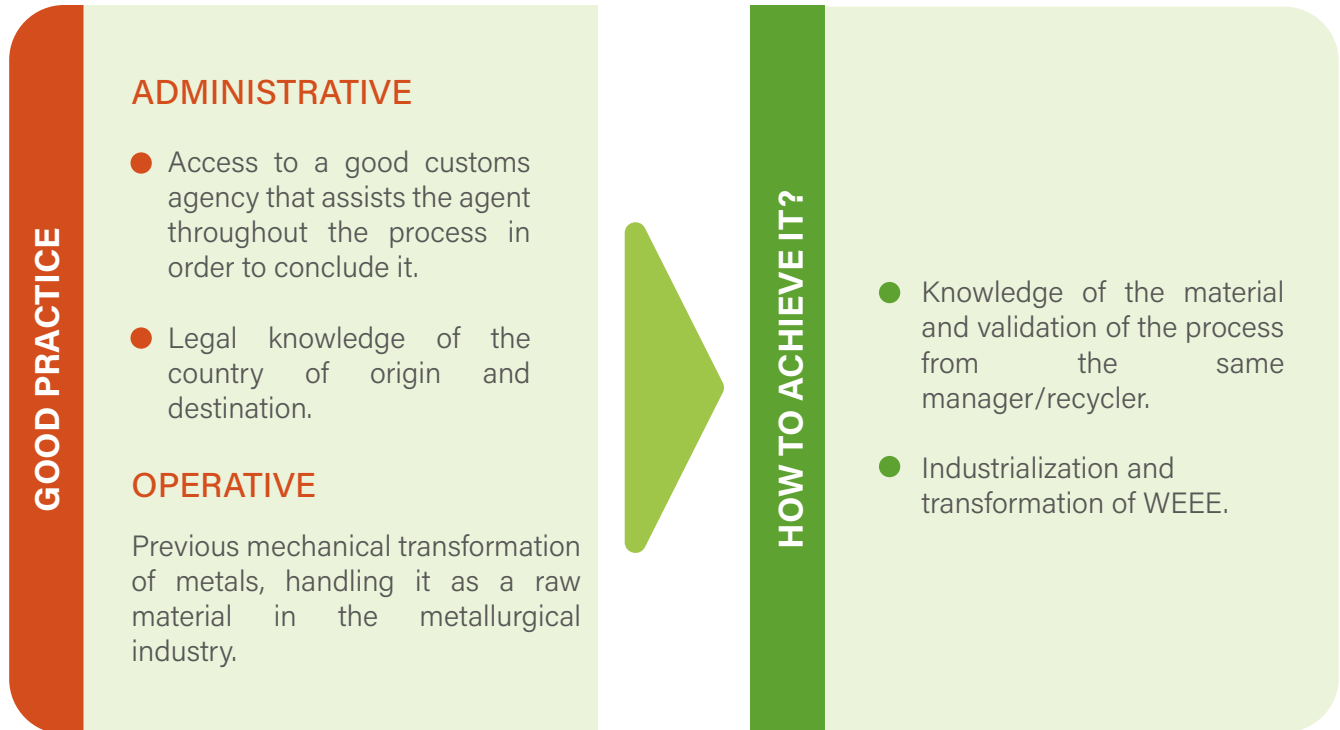 GOOD PRACTICE
ADMINISTRATIVE
Access to a good customs
agency that assists the agent
throughout the process in
order to conclude it.
Legal knowledge of the
country of origin and
destination.
OPERATIVE
Previous mechanical transformation
of metals, handling it as a raw
material in the metallurgical
industry.
HOW TO ACHIEVE IT?
Knowledge of the material
and validation of the process
from the same
manager/recycler.
Industrialization and
transformation of WEEE.